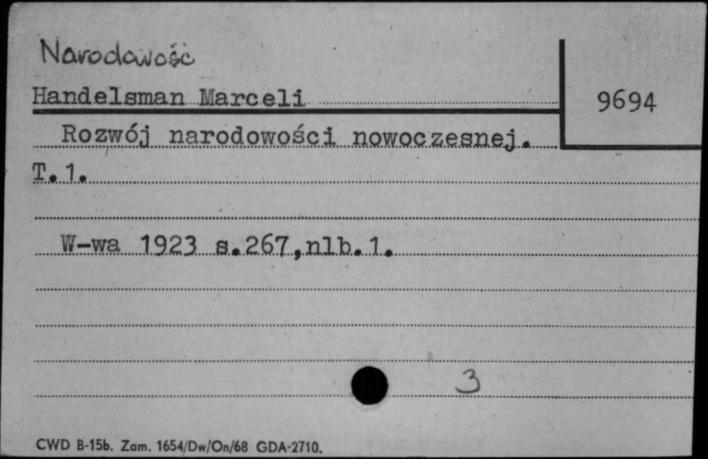 Narodowość
Handelsman Marceli
9694
Rozwój narodowości nowoczesnej.
T.1.
W-wa 1923 s.267,nlb.1.
3
CWD B-15b. Zam. 1654/Dw/On/68 GDA-2710.